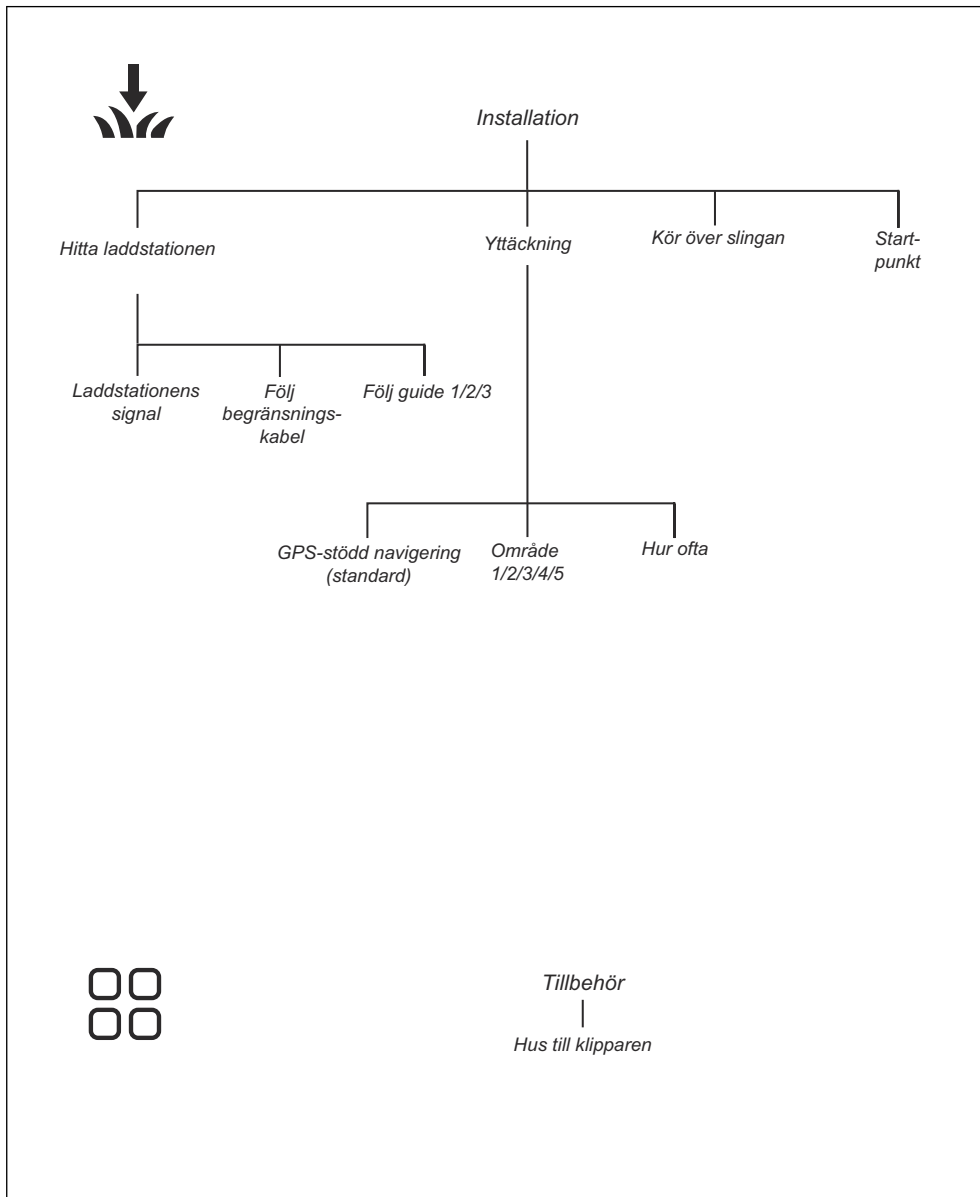 Installation
Hitta laddstationen
Yttäckning
Kör över slingan
Start-
punkt
Laddstationens
signal
Följ
begränsnings-
kabel
Följ guide 1/2/3
GPS-stödd navigering
(standard)
Område
1/2/3/4/5
Hur ofta
Tillbehör
Hus till klipparen